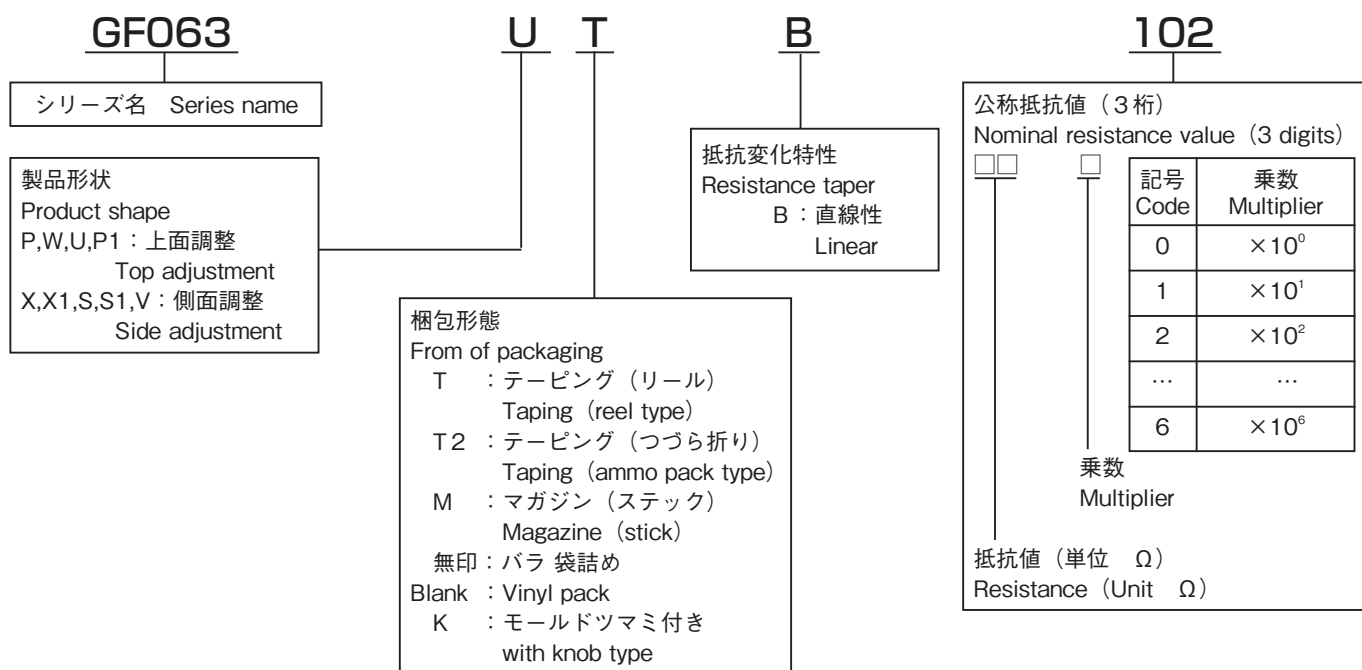 GF063 U T B 102
シリーズ名 Series name
製品形状
Product shape
P,W,U,P1：上面調整
Top adjustment
X,X1,S,S1,V：側面調整
Side adjustment
梱包形態
From of packaging
T ：テーピング（リール）
Taping（reel type）
T2 ：テーピング（つづら折り）
Taping（ammo pack type）
M ：マガジン（ステック）
Magazine（stick）
無印：バラ 袋詰め
Blank ：Vinyl pack
K ：モールドツマミ付き
with knob type
抵抗変化特性
Resistance taper
B：直線性
Linear
公称抵抗値（3桁）
Nominal resistance value（3 digits）
□□ □
記号 乗数
Code Multiplier
0 ×10⁰
1 ×10¹
2 ×10²
… …
6 ×10⁶
乗数
Multiplier
抵抗値（単位 Ω）
Resistance（Unit Ω）